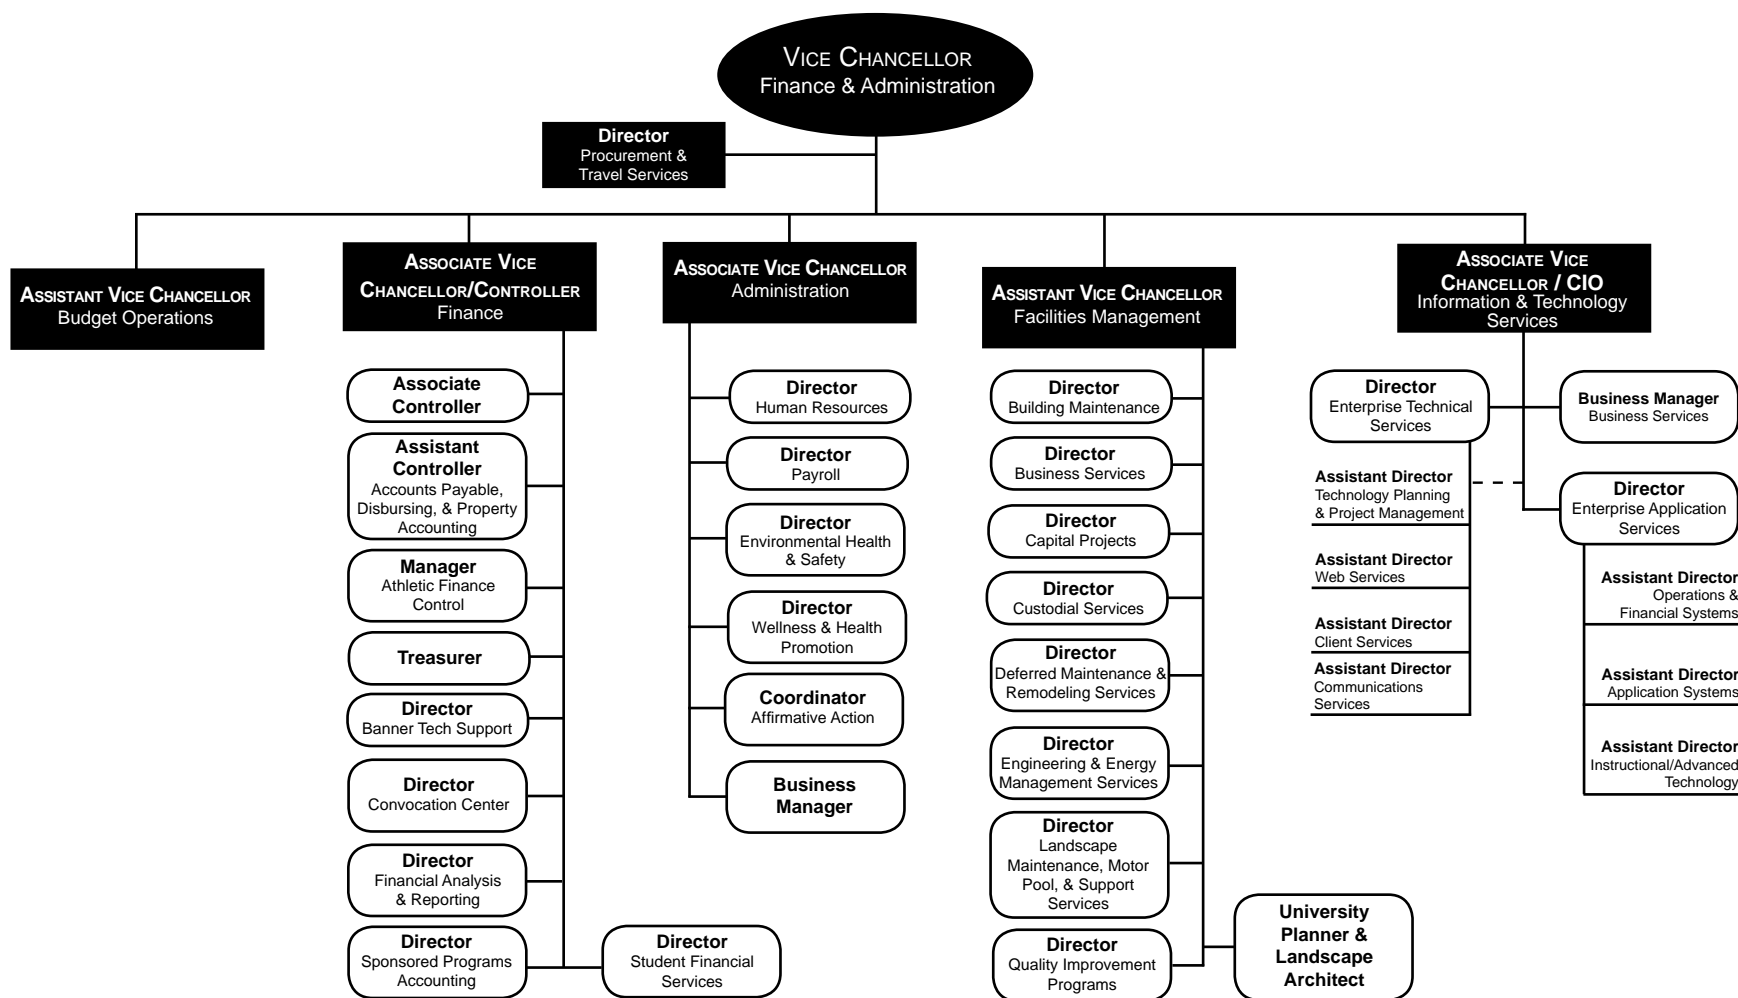 VICE CHANCELLOR
Finance & Administration
Director
Procurement &
Travel Services
ASSISTANT VICE CHANCELLOR
Budget Operations
ASSOCIATE VICE
CHANCELLOR/CONTROLLER
Finance
ASSOCIATE VICE CHANCELLOR
Administration
ASSISTANT VICE CHANCELLOR
Facilities Management
ASSOCIATE VICE
CHANCELLOR / CIO
Information & Technology
Services
Associate
Controller
Assistant
Controller
Accounts Payable,
Disbursing, & Property
Accounting
Manager
Athletic Finance
Control
Treasurer
Director
Banner Tech Support
Director
Convocation Center
Director
Financial Analysis
& Reporting
Director
Sponsored Programs
Accounting
Director
Student Financial
Services
Director
Human Resources
Director
Payroll
Director
Environmental Health
& Safety
Director
Wellness & Health
Promotion
Coordinator
Affirmative Action
Business
Manager
Director
Building Maintenance
Director
Business Services
Director
Capital Projects
Director
Custodial Services
Director
Deferred Maintenance &
Remodeling Services
Director
Engineering & Energy
Management Services
Director
Landscape
Maintenance, Motor
Pool, & Support
Services
Director
Quality Improvement
Programs
University
Planner &
Landscape
Architect
Director
Enterprise Technical
Services
Assistant Director
Technology Planning
& Project Management
Assistant Director
Web Services
Assistant Director
Client Services
Assistant Director
Communications
Services
Business Manager
Business Services
Director
Enterprise Application
Services
Assistant Director
Operations &
Financial Systems
Assistant Director
Application Systems
Assistant Director
Instructional/Advanced
Technology